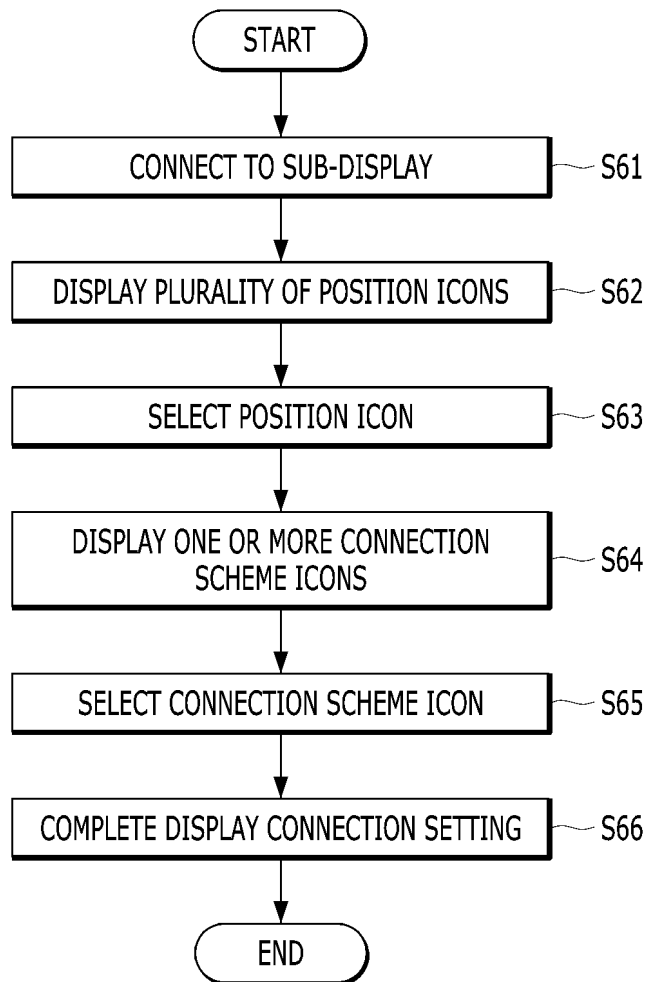 START
CONNECT TO SUB-DISPLAY
S61
DISPLAY PLURALITY OF POSITION ICONS
S62
SELECT POSITION ICON
S63
DISPLAY ONE OR MORE CONNECTION
SCHEME ICONS
S64
SELECT CONNECTION SCHEME ICON
S65
COMPLETE DISPLAY CONNECTION SETTING
S66
END